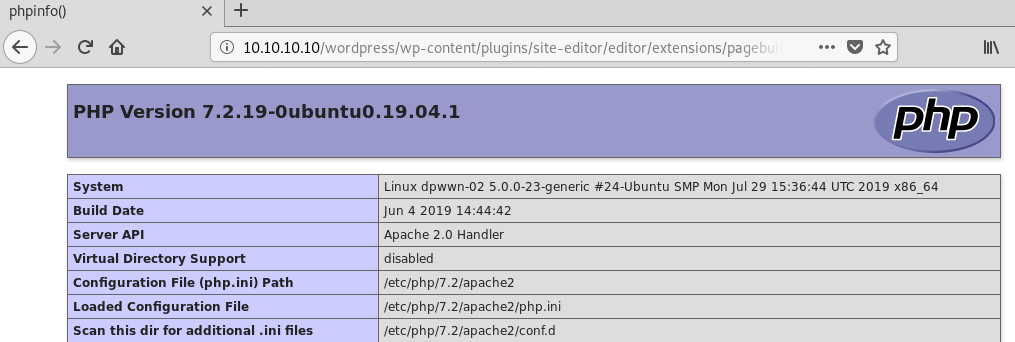 phpinfo()
10.10.10.10/wordpress/wp-content/plugins/site-editor/editor/extensions/pagebui
PHP Version 7.2.19-0ubuntu0.19.04.1
php
System Linux dpwwn-02 5.0.0-23-generic #24-Ubuntu SMP Mon Jul 29 15:36:44 UTC 2019 x86_64
Build Date Jun 4 2019 14:44:42
Server API Apache 2.0 Handler
Virtual Directory Support disabled
Configuration File (php.ini) Path /etc/php/7.2/apache2
Loaded Configuration File /etc/php/7.2/apache2/php.ini
Scan this dir for additional .ini files /etc/php/7.2/apache2/conf.d